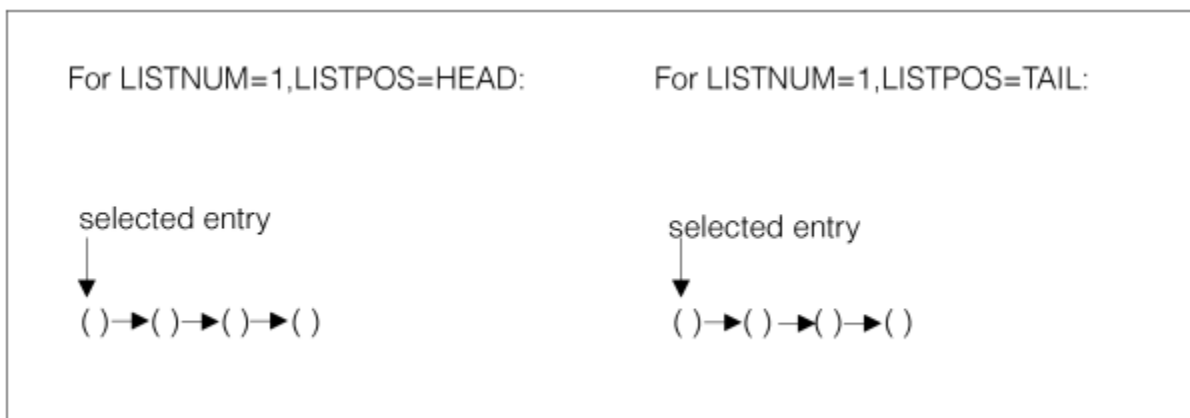 For LISTNUM=1,LISTPOS=HEAD:
For LISTNUM=1,LISTPOS=TAIL:
selected entry
selected entry
( )→( )→( )→( )
( )→( )→( )→( )